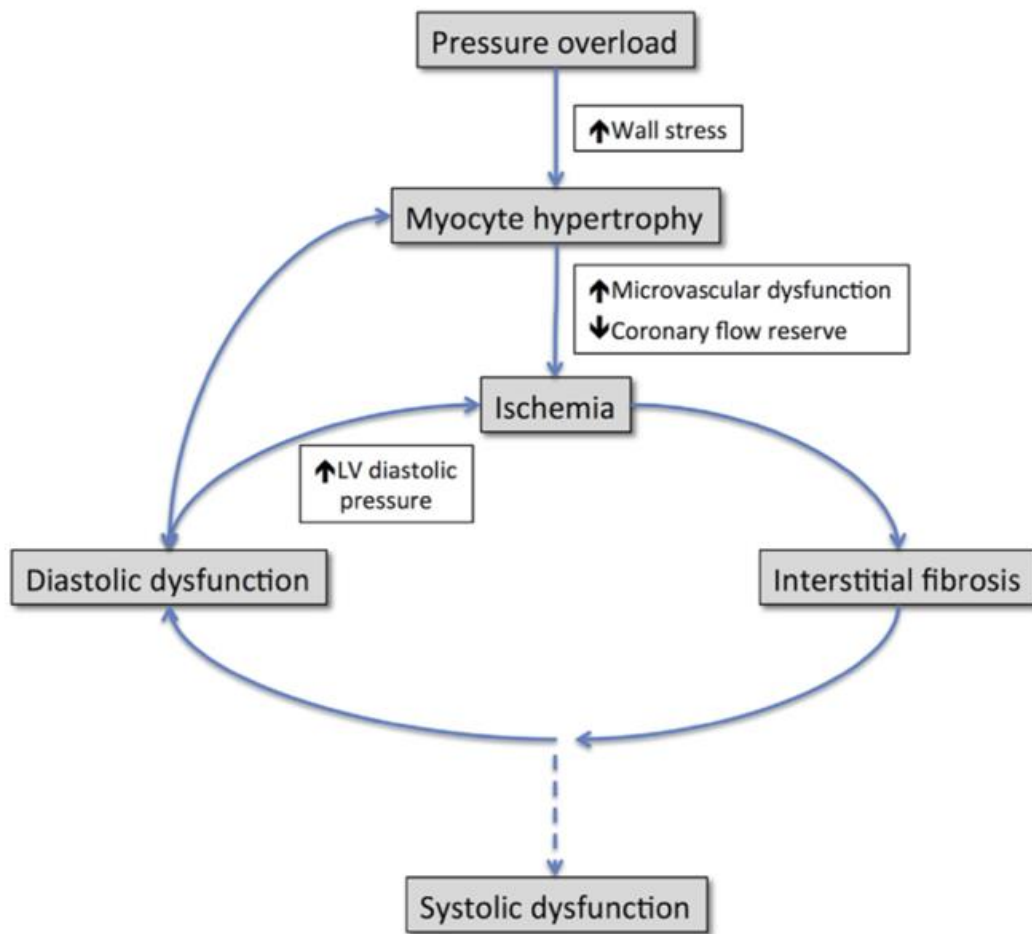 Pressure overload
↑Wall stress
Myocyte hypertrophy
↑Microvascular dysfunction
↓Coronary flow reserve
Ischemia
↑LV diastolic
pressure
Diastolic dysfunction
Interstitial fibrosis
Systolic dysfunction